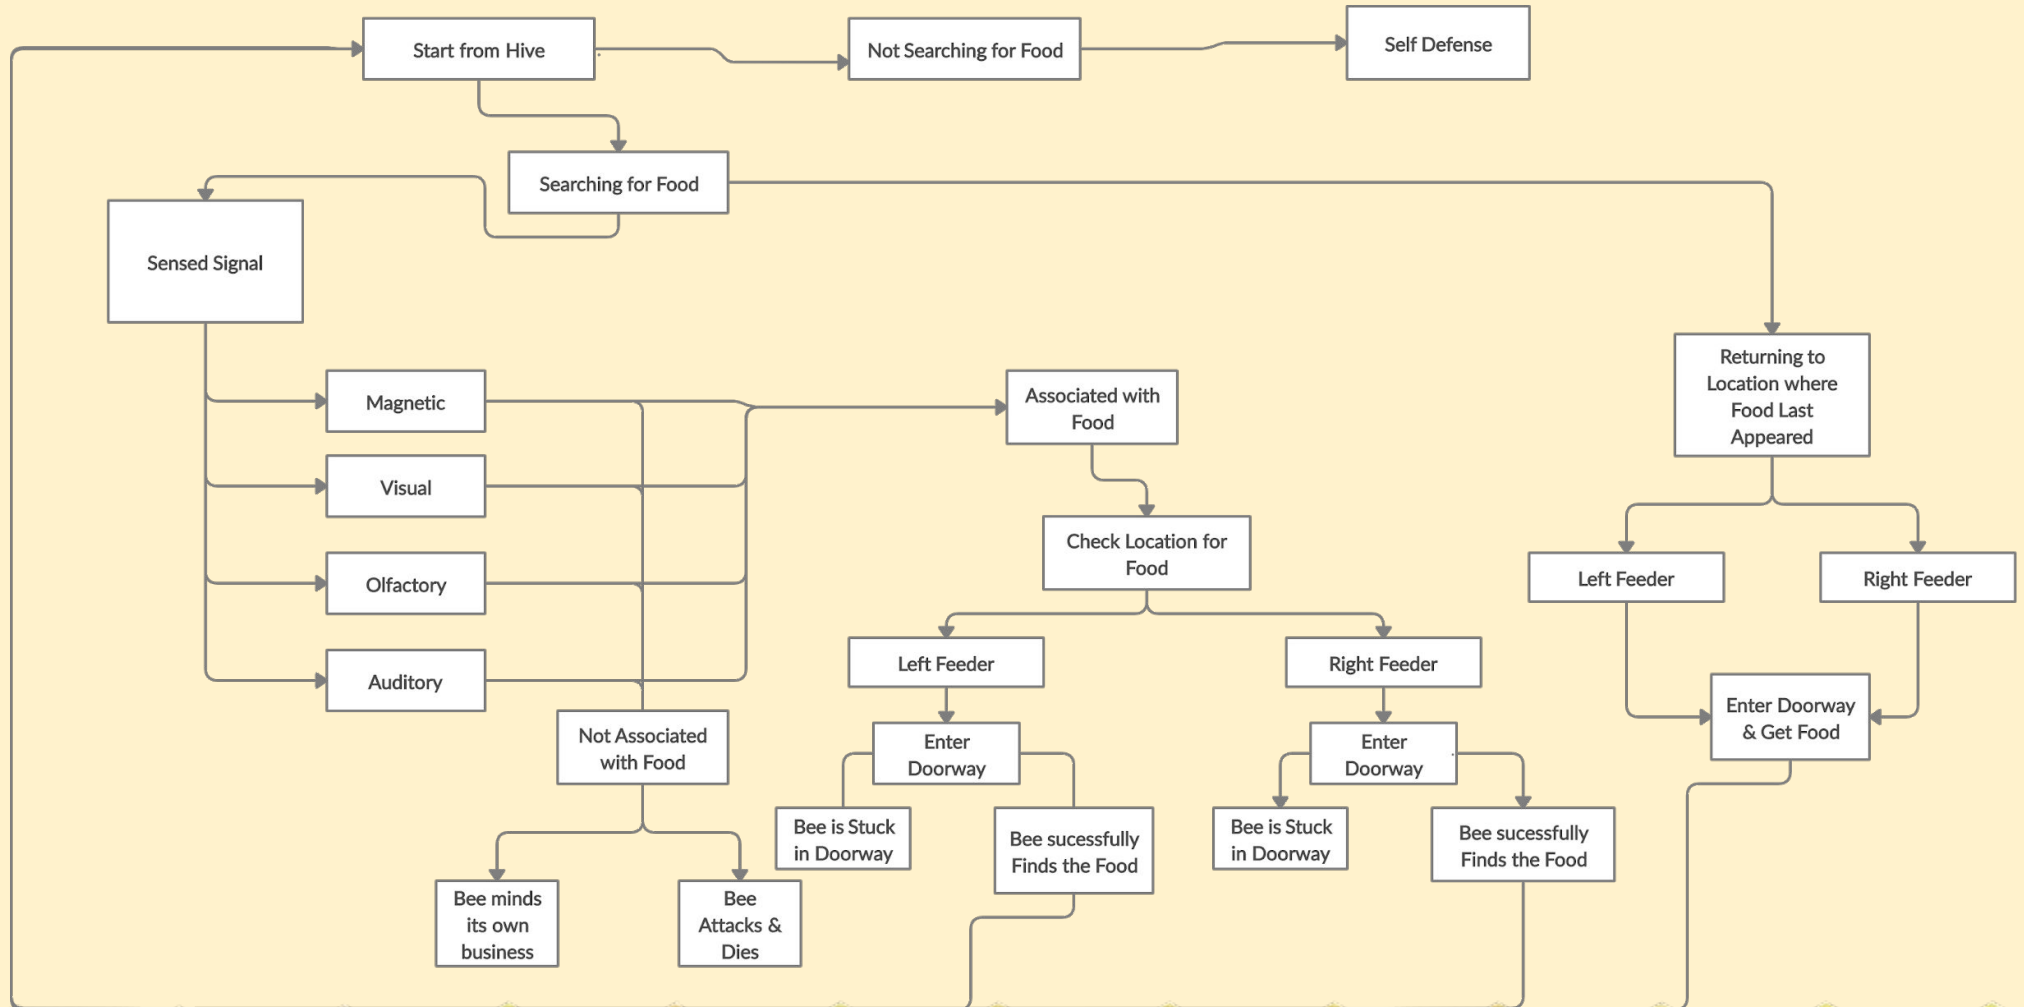 Start from Hive
Not Searching for Food
Self Defense
Searching for Food
Sensed Signal
Returning to
Location where
Food Last
Appeared
Magnetic
Associated with
Food
Visual
Check Location for
Food
Olfactory
Left Feeder
Right Feeder
Auditory
Left Feeder
Right Feeder
Enter Doorway
& Get Food
Not Associated
with Food
Enter
Doorway
Enter
Doorway
Bee is Stuck
in Doorway
Bee sucessfully
Finds the Food
Bee is Stuck
in Doorway
Bee sucessfully
Finds the Food
Bee minds
its own
business
Bee
Attacks &
Dies